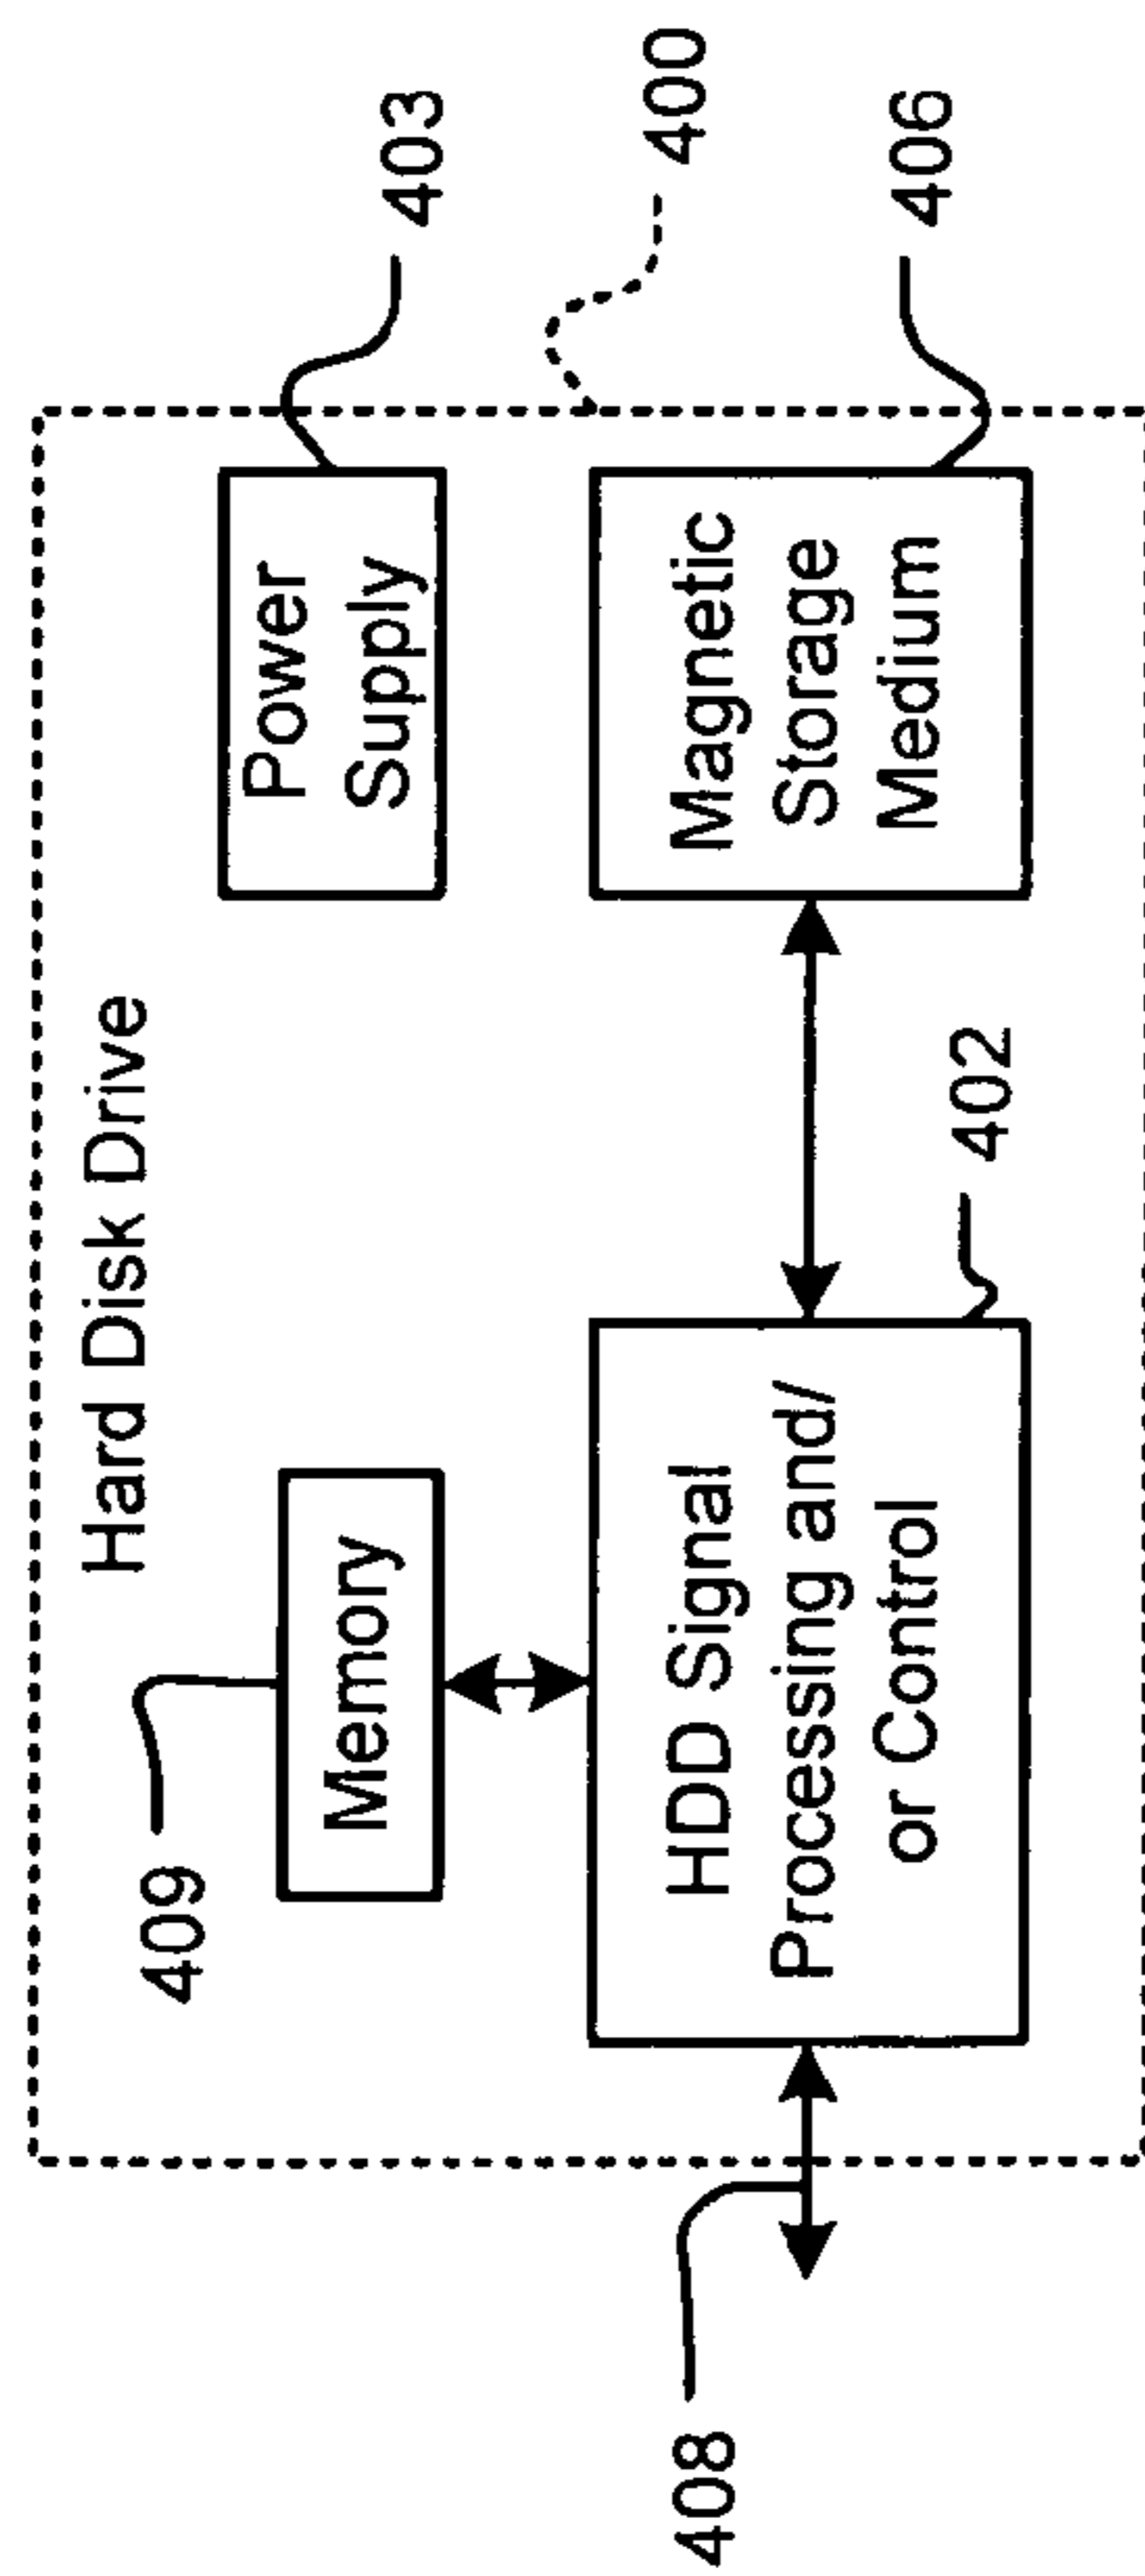 Hard Disk Drive
409
Memory
Power
Supply
403
400
408
HDD Signal
Processing and/
or Control
402
Magnetic
Storage
Medium
406